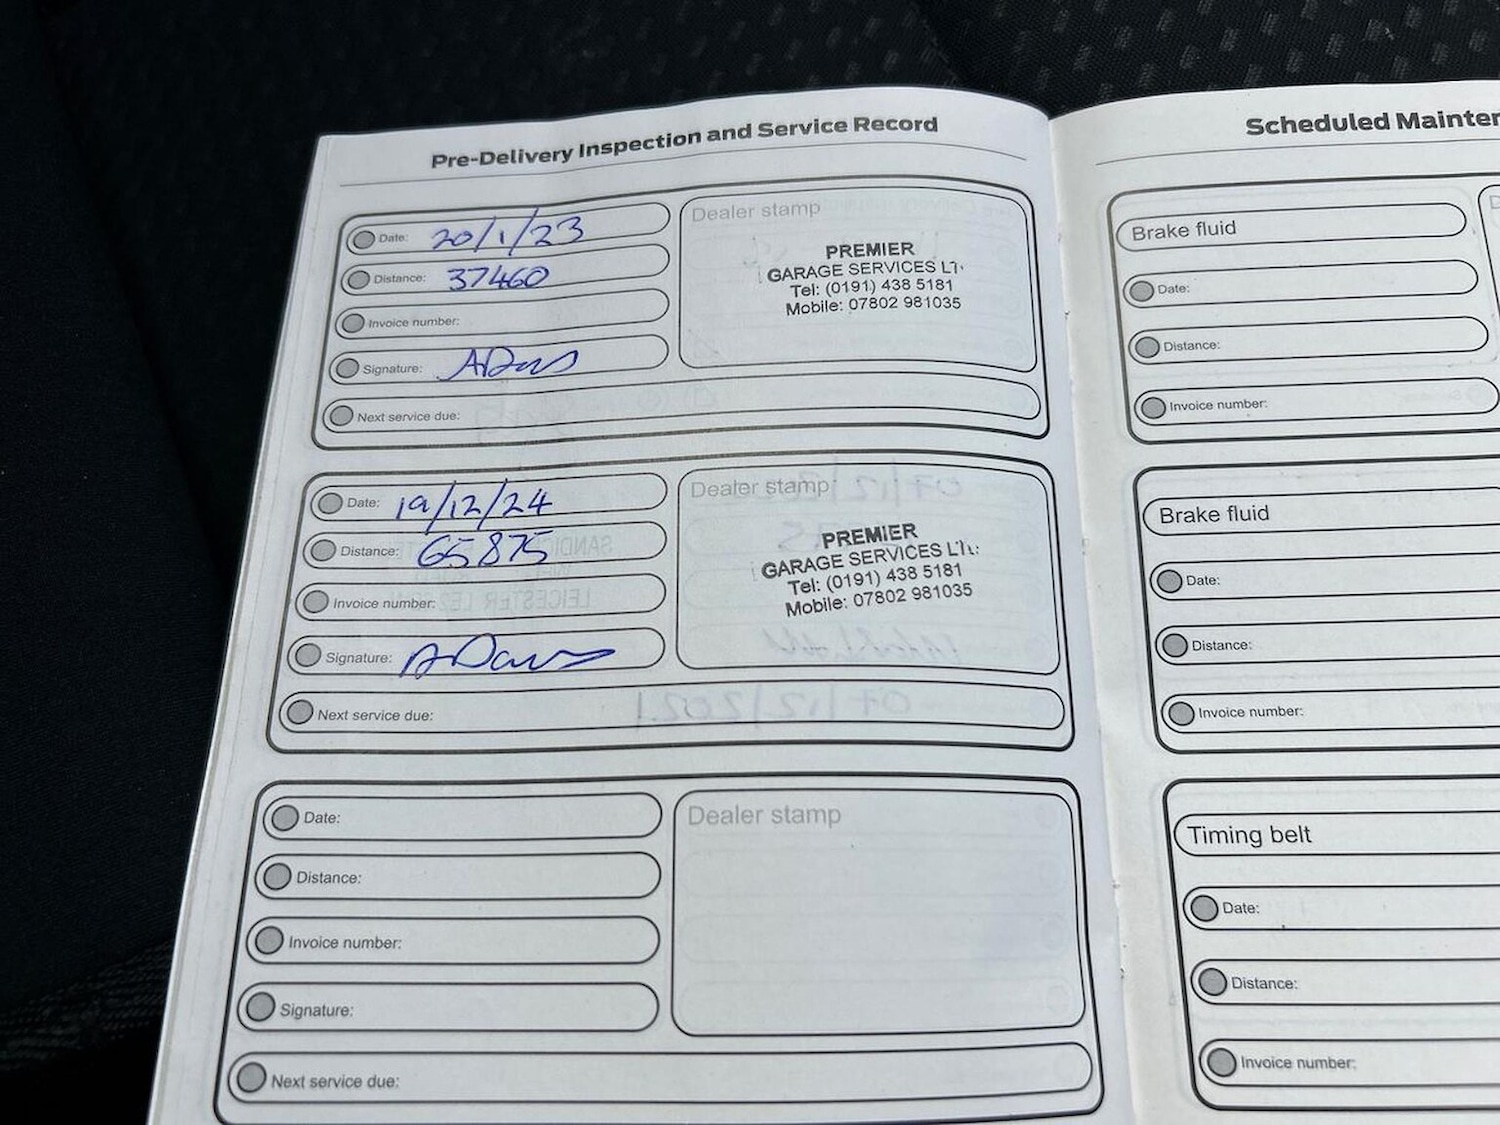 Pre-Delivery Inspection and Service Record
Date: 20/1/23
Distance: 37460
Invoice number:
Signature:
Next service due:
Dealer stamp
PREMIER
GARAGE SERVICES
Tel: (0191) 438 5181
Mobile: 07802 981035
Date: 19/12/24
Distance: 65875
Invoice number:
Signature:
Next service due:
Dealer stamp
PREMIER
GARAGE SERVICES
Tel: (0191) 438 5181
Mobile: 07802 981035
Date:
Distance:
Invoice number:
Signature:
Next service due:
Dealer stamp
Scheduled Mainten
Brake fluid
Date:
Distance:
Invoice number:
Brake fluid
Date:
Distance:
Invoice number:
Timing belt
Date:
Distance:
Invoice number: